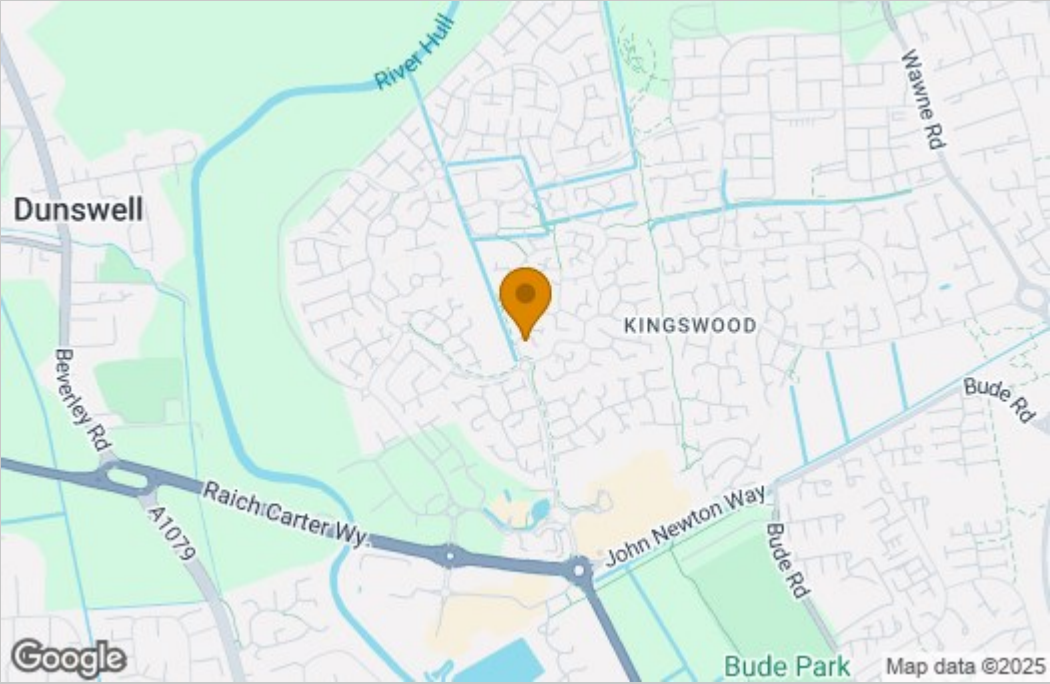 River Hull
Wawne Rd
Dunswell
KINGSWOOD
Beverley Rd
Bude Rd
Raich Carter Wy.
A1079
John Newton Way
Bude Rd
Bude Park
Google
Map data ©2025